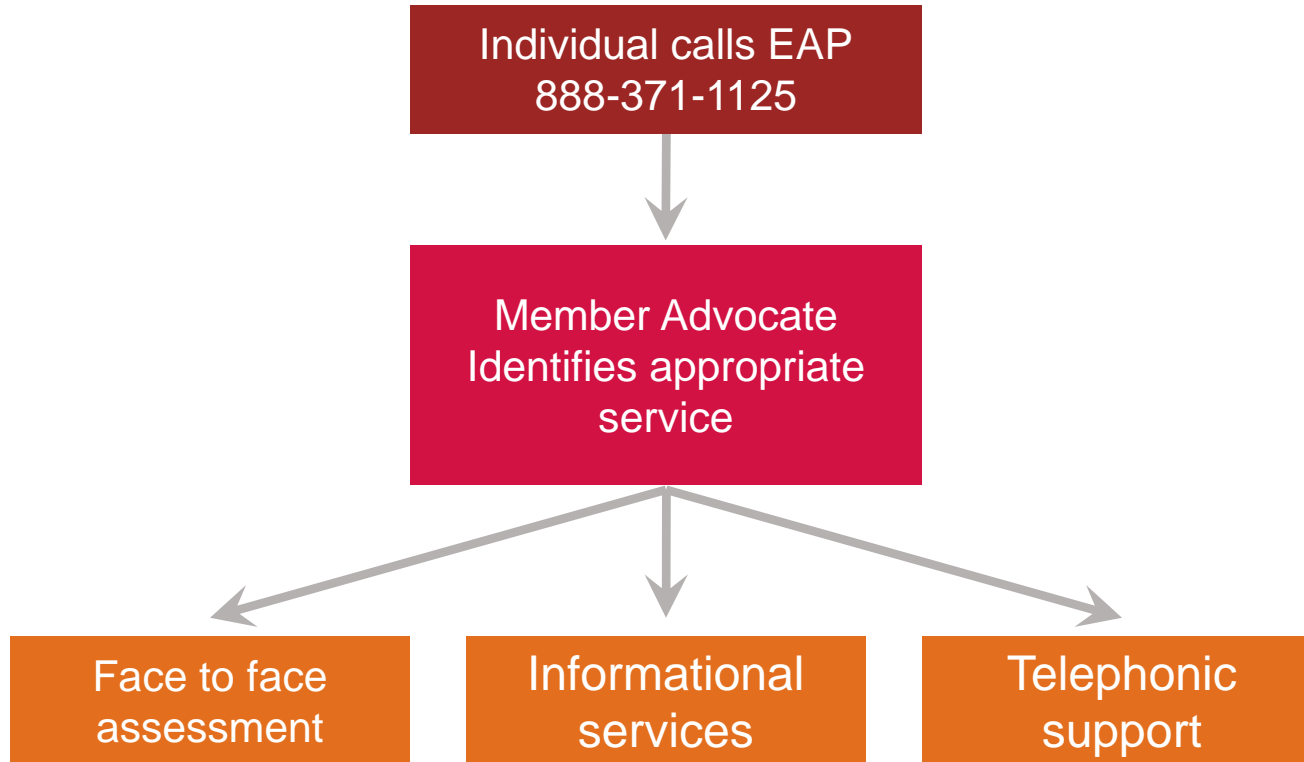 Individual calls EAP
888-371-1125
Member Advocate
Identifies appropriate
service
Face to face
assessment
Informational
services
Telephonic
support